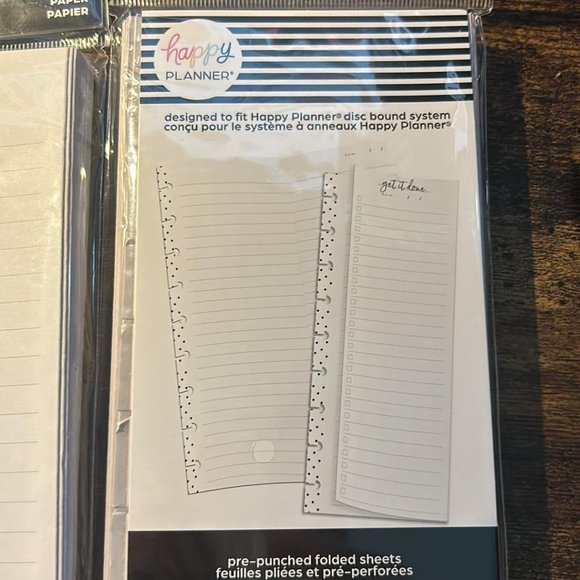 PAPER
PAPIER
happy
PLANNER®
designed to fit Happy Planner® disc bound system
conçu pour le système à anneaux Happy Planner®
get it done.
pre-punched folded sheets
feuilles pliées et pré-perforées